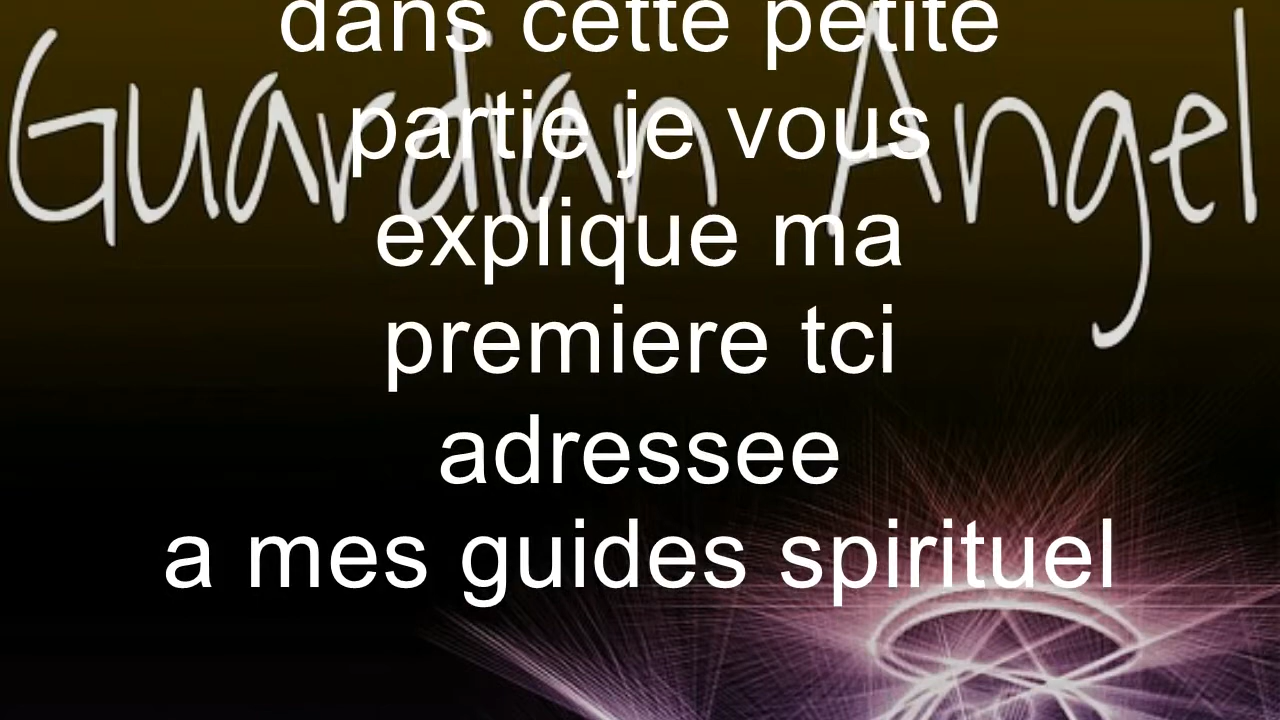 dans cette petite
Guardian Angel
partie je vous
explique ma
premiere tci
adressee
a mes guides spirituel